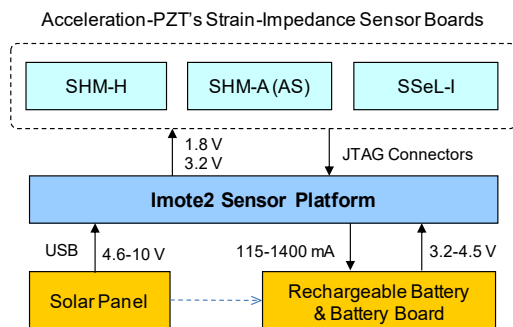 Acceleration-PZT's Strain-Impedance Sensor Boards
SHM-H
SHM-A (AS)
SSeL-I
1.8 V
3.2 V
JTAG Connectors
Imote2 Sensor Platform
USB
4.6-10 V
115-1400 mA
3.2-4.5 V
Solar Panel
Rechargeable Battery
& Battery Board